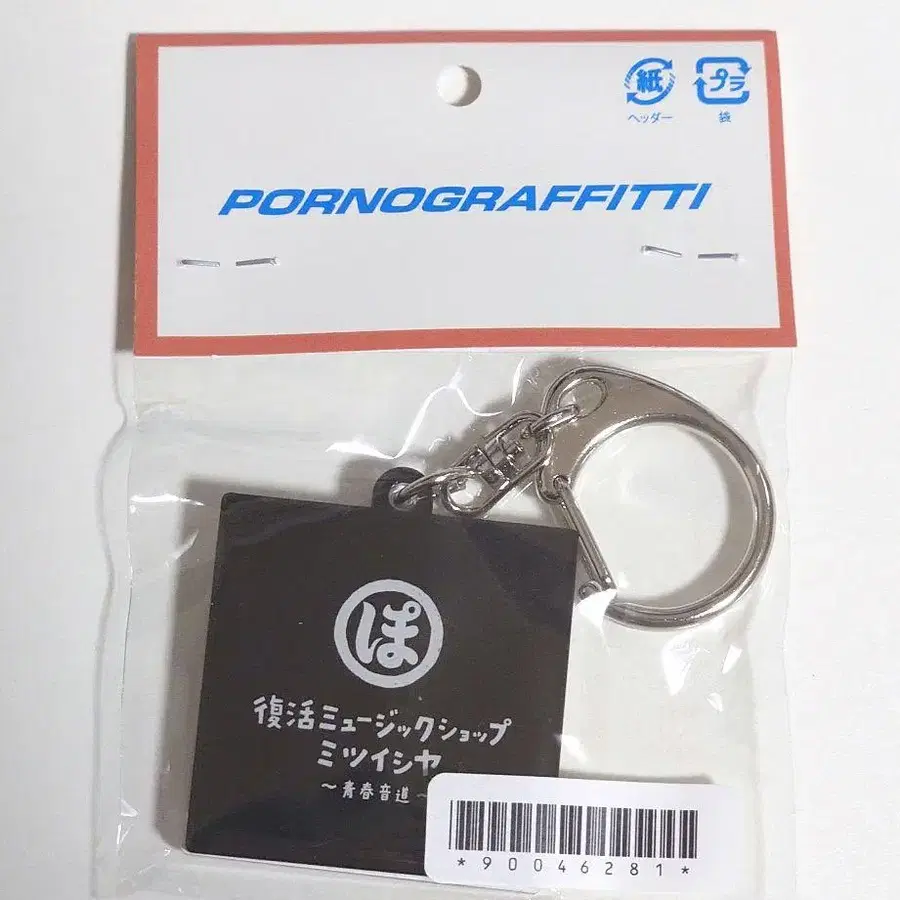 紙 プラ
ヘッダー 袋
PORNOGRAFFITTI
ぽ
復活ミュージックショップ
ミツイシヤ
～青春音道～
*90046281*